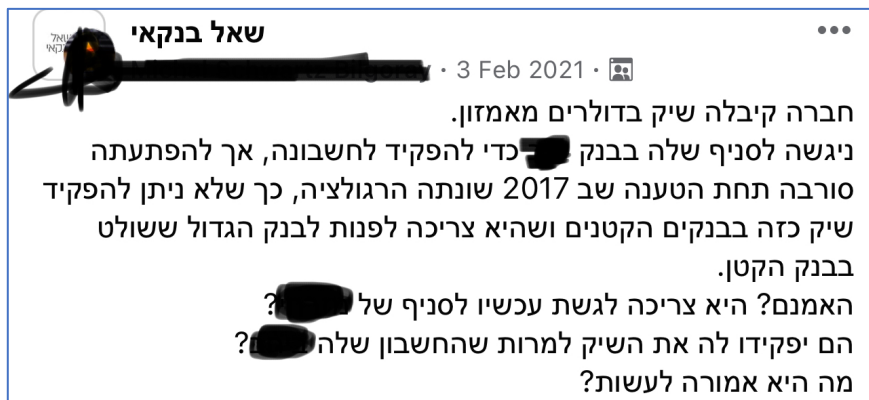 שאל בנקאי
· 3 Feb 2021 ·
חברה קיבלה שיק בדולרים מאמזון.
ניגשה לסניף שלה בבנק כדי להפקיד לחשבונה, אך להפתעתה
סורבה תחת הטענה שב 2017 שונתה הרגולציה, כך שלא ניתן להפקיד
שיק כזה בבנקים הקטנים ושהיא צריכה לפנות לבנק הגדול ששולט
בבנק הקטן.
האמנם? היא צריכה לגשת עכשיו לסניף של ?
הם יפקידו לה את השיק למרות שהחשבון שלה ?
מה היא אמורה לעשות?